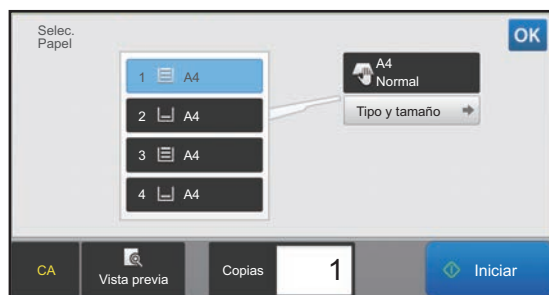 Selec.
Papel
OK
1 A4
2 A4
3 A4
4 A4
A4
Normal
Tipo y tamaño
CA
Vista previa
Copias
1
Iniciar